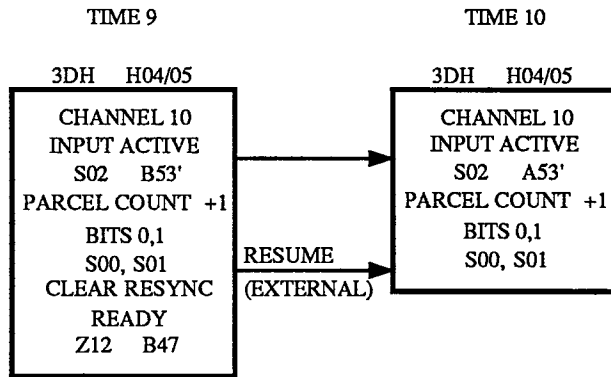 TIME 9
3DH H04/05
CHANNEL 10
INPUT ACTIVE
S02 B53'
PARCEL COUNT +1
BITS 0,1
S00, S01
CLEAR RESYNC
READY
Z12 B47
RESUME
(EXTERNAL)
TIME 10
3DH H04/05
CHANNEL 10
INPUT ACTIVE
S02 A53'
PARCEL COUNT +1
BITS 0,1
S00, S01